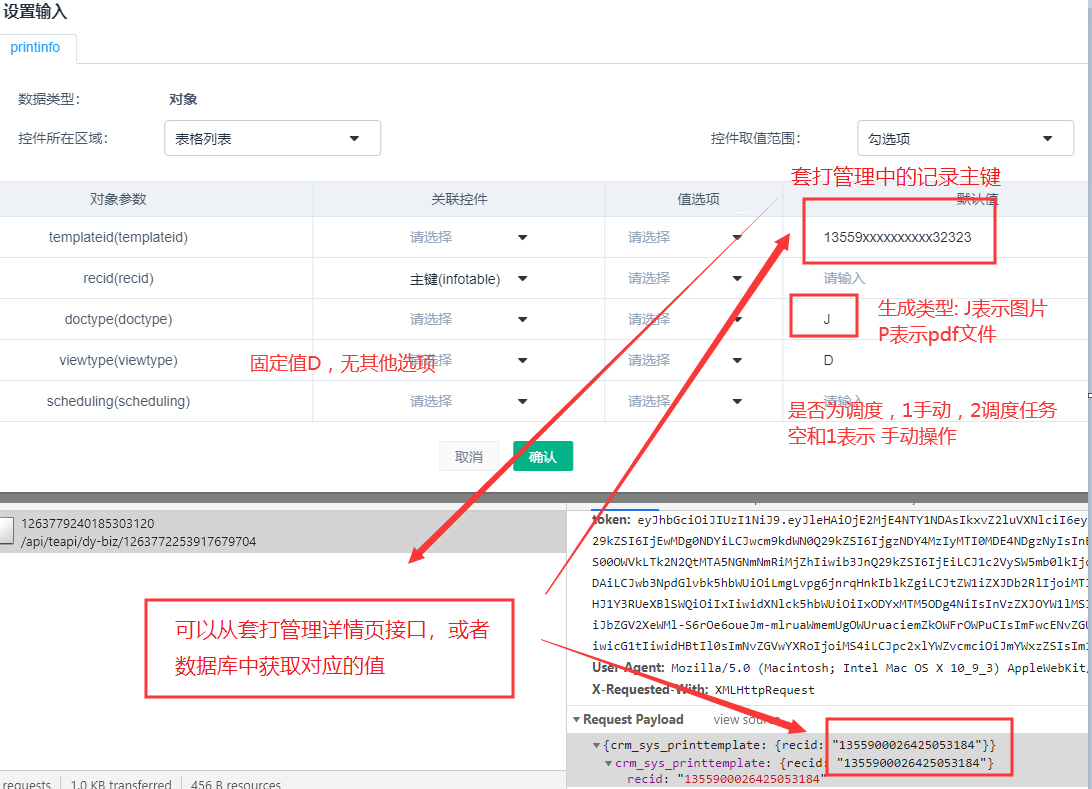 设置输入
printinfo
数据类型: 对象
控件所在区域: 表格列表 控件取值范围: 勾选项
套打管理中的记录主键
对象参数 关联控件 值选项 默认值
templateid(templateid) 请选择 请选择 13559xxxxxxxxxx32323
recid(recid) 主键(infotable) 请选择 请输入
doctype(doctype) 请选择 请选择 J
生成类型: J表示图片
P表示pdf文件
viewtype(viewtype) 请选择 请选择 D
固定值D，无其他选项
scheduling(scheduling) 请选择 请选择 请输入
是否为调度，1手动，2调度任务
空和1表示 手动操作
取消 确认
1263779240185303120
/api/teapi/dy-biz/1263772253917679704
可以从套打管理详情页接口，或者
数据库中获取对应的值
token:
User-Agent: Mozilla/5.0 (Macintosh; Intel Mac OS X 10_9_3) AppleWebKit/
X-Requested-With: XMLHttpRequest
Request Payload view source
{crm_sys_printtemplate: {recid: "1355900026425053184"}}
crm_sys_printtemplate: {recid: "1355900026425053184"}
recid: "1355900026425053184"
requests 1.0 KB transferred 456 B resources